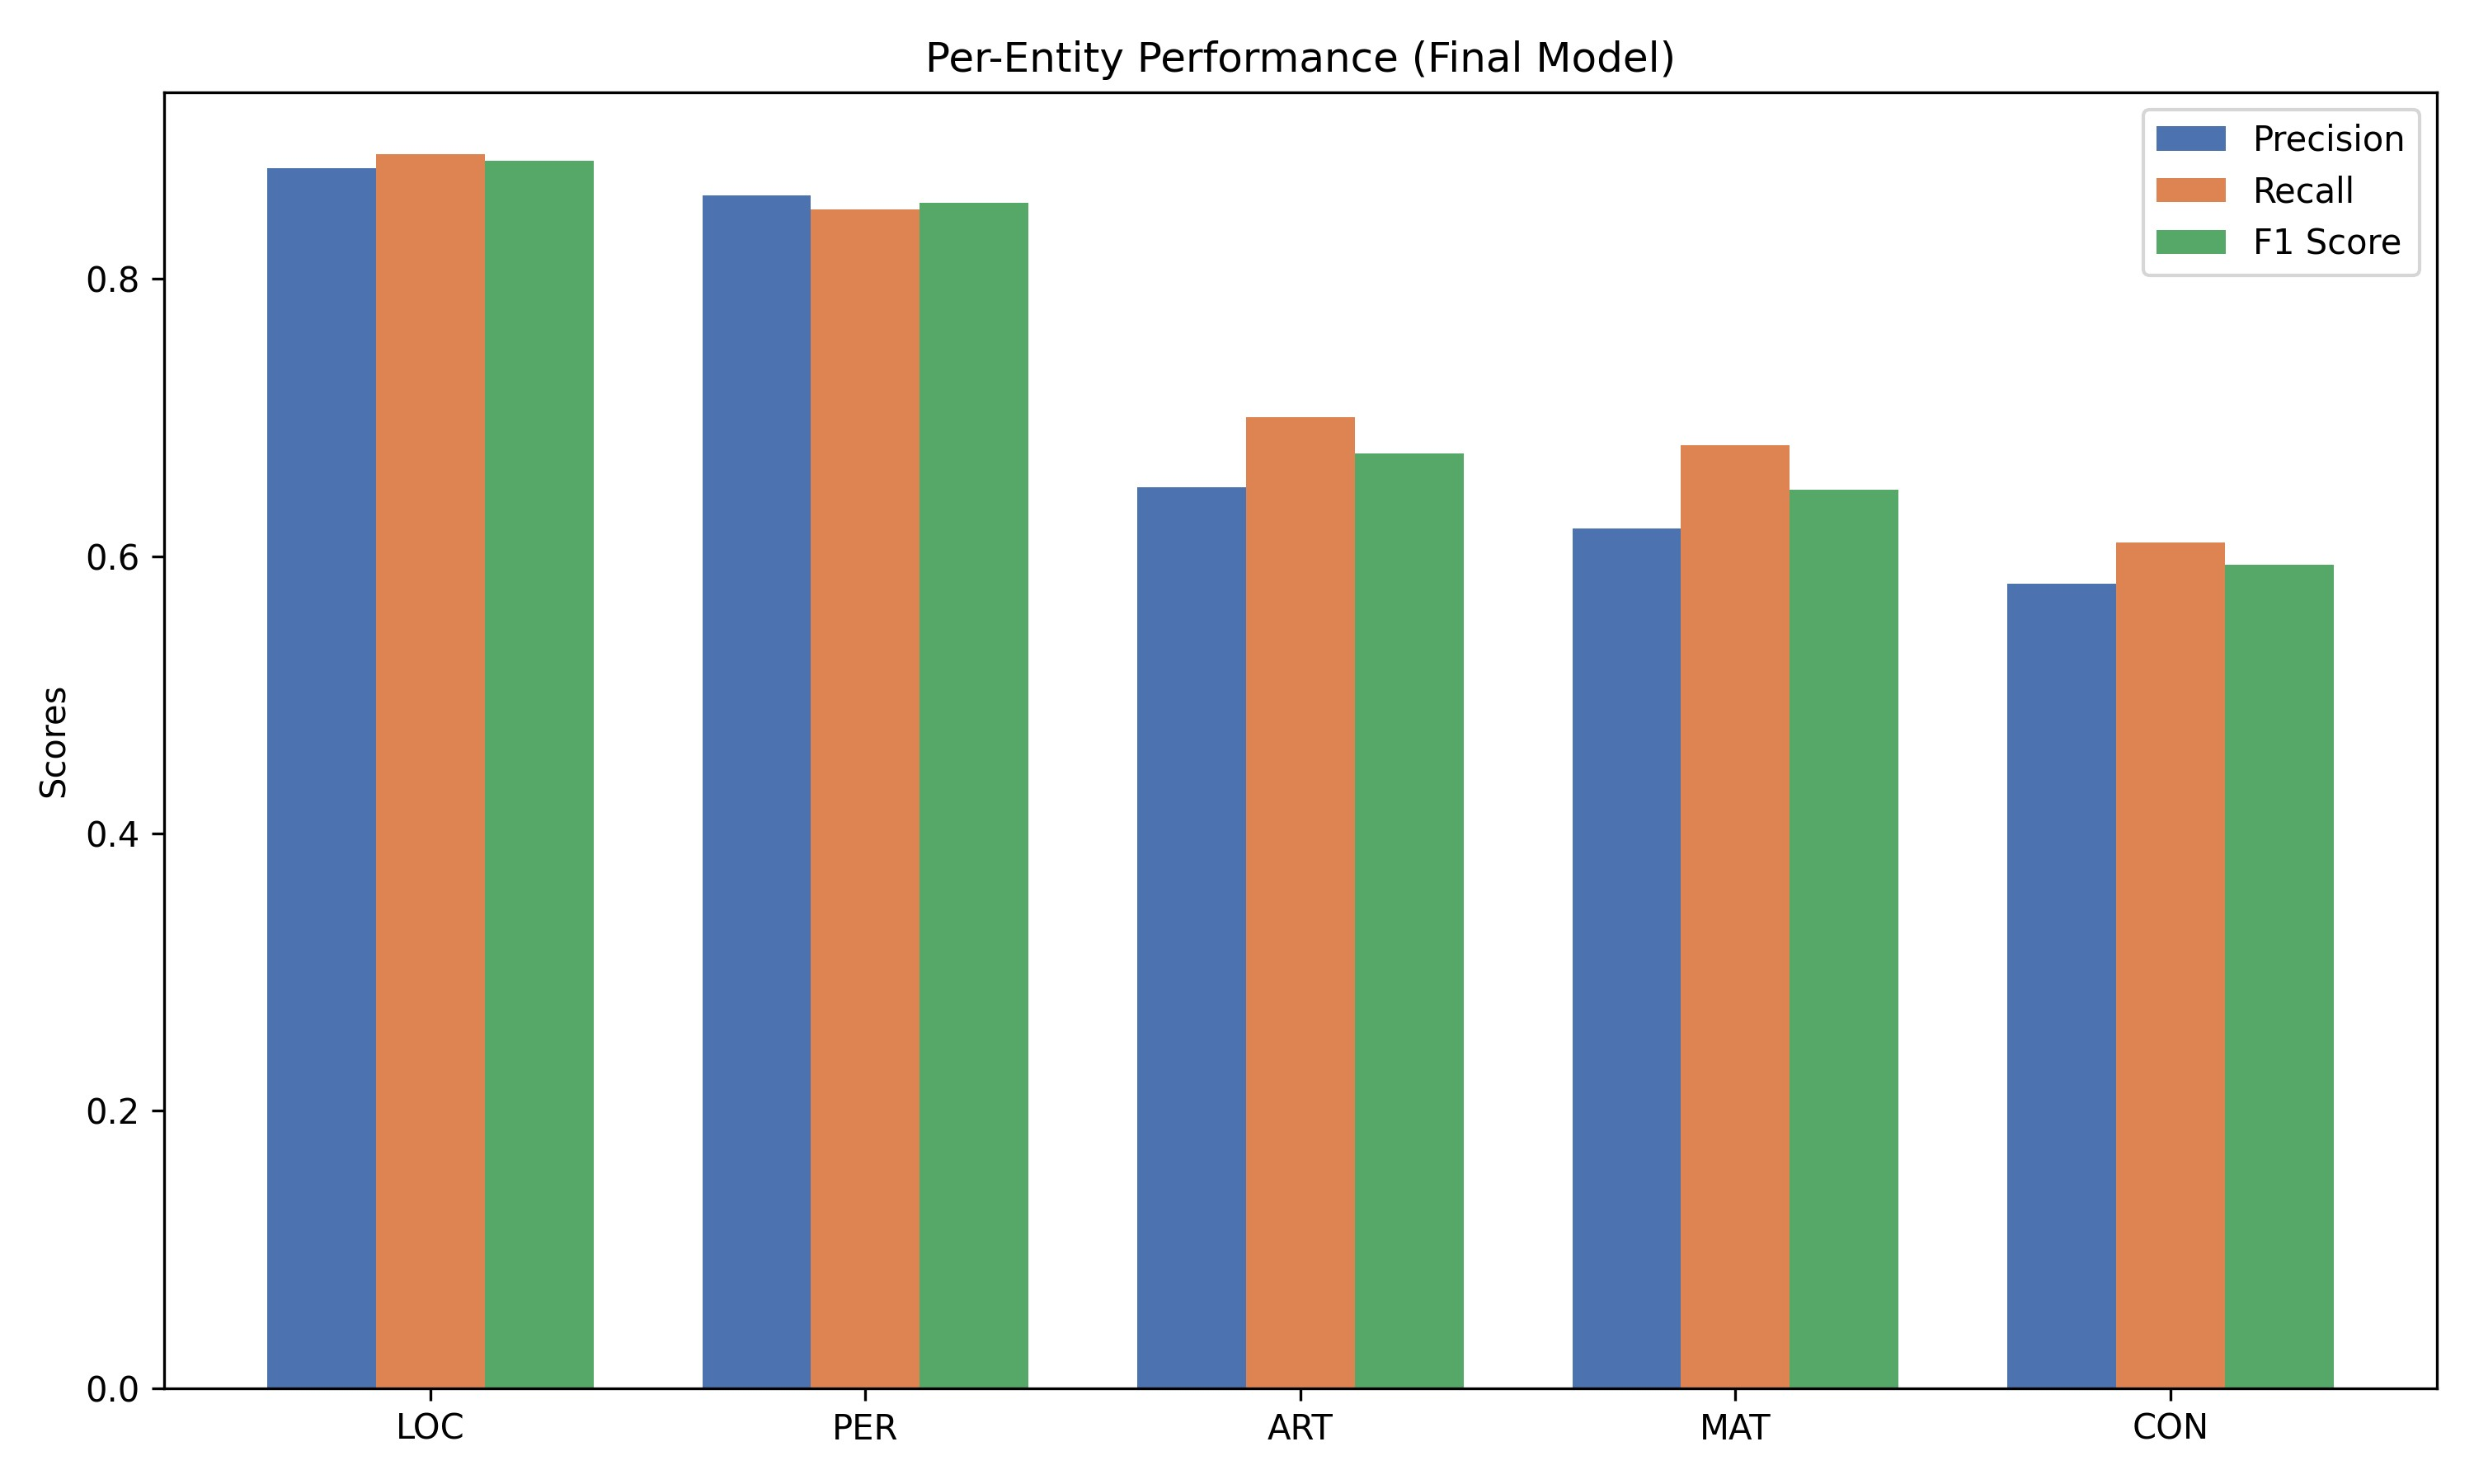 Per-Entity Performance (Final Model)
Precision
Recall
F1 Score
Scores
0.8
0.6
0.4
0.2
0.0
LOC PER ART MAT CON